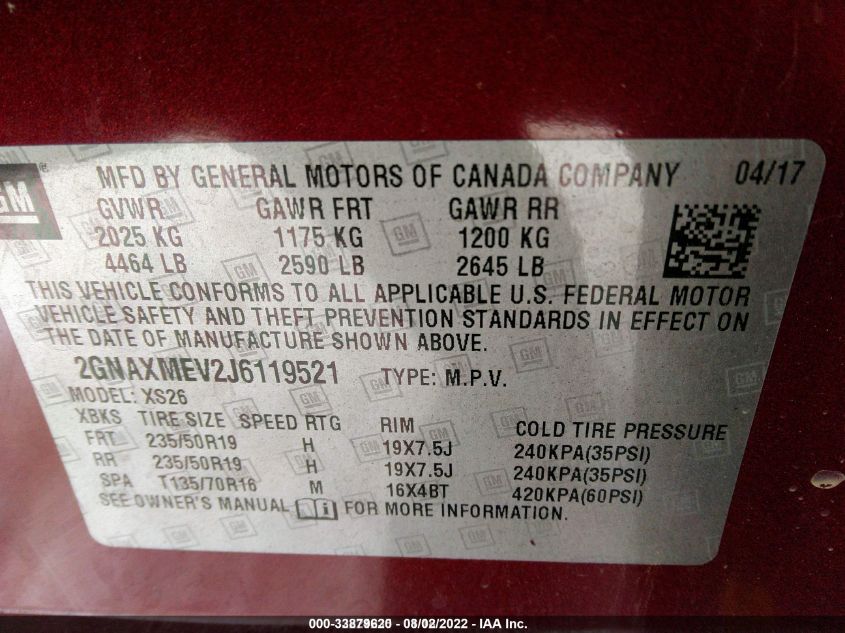 GM ®
MFD BY GENERAL MOTORS OF CANADA COMPANY 04/17
GVWR GAWR FRT GAWR RR
2025 KG 1175 KG 1200 KG
4464 LB 2590 LB 2645 LB
THIS VEHICLE CONFORMS TO ALL APPLICABLE U.S. FEDERAL MOTOR
VEHICLE SAFETY AND THEFT PREVENTION STANDARDS IN EFFECT ON
THE DATE OF MANUFACTURE SHOWN ABOVE.
2GNAXMEV2J6119521 TYPE: M.P.V.
MODEL: XS26
XBKS TIRE SIZE SPEED RTG RIM COLD TIRE PRESSURE
FRT 235/50R19 H 19X7.5J 240KPA(35PSI)
RR 235/50R19 H 19X7.5J 240KPA(35PSI)
SPA T135/70R16 M 16X4BT 420KPA(60PSI)
SEE OWNER'S MANUAL FOR MORE INFORMATION.
000-33879620 - 08/02/2022 - IAA Inc.